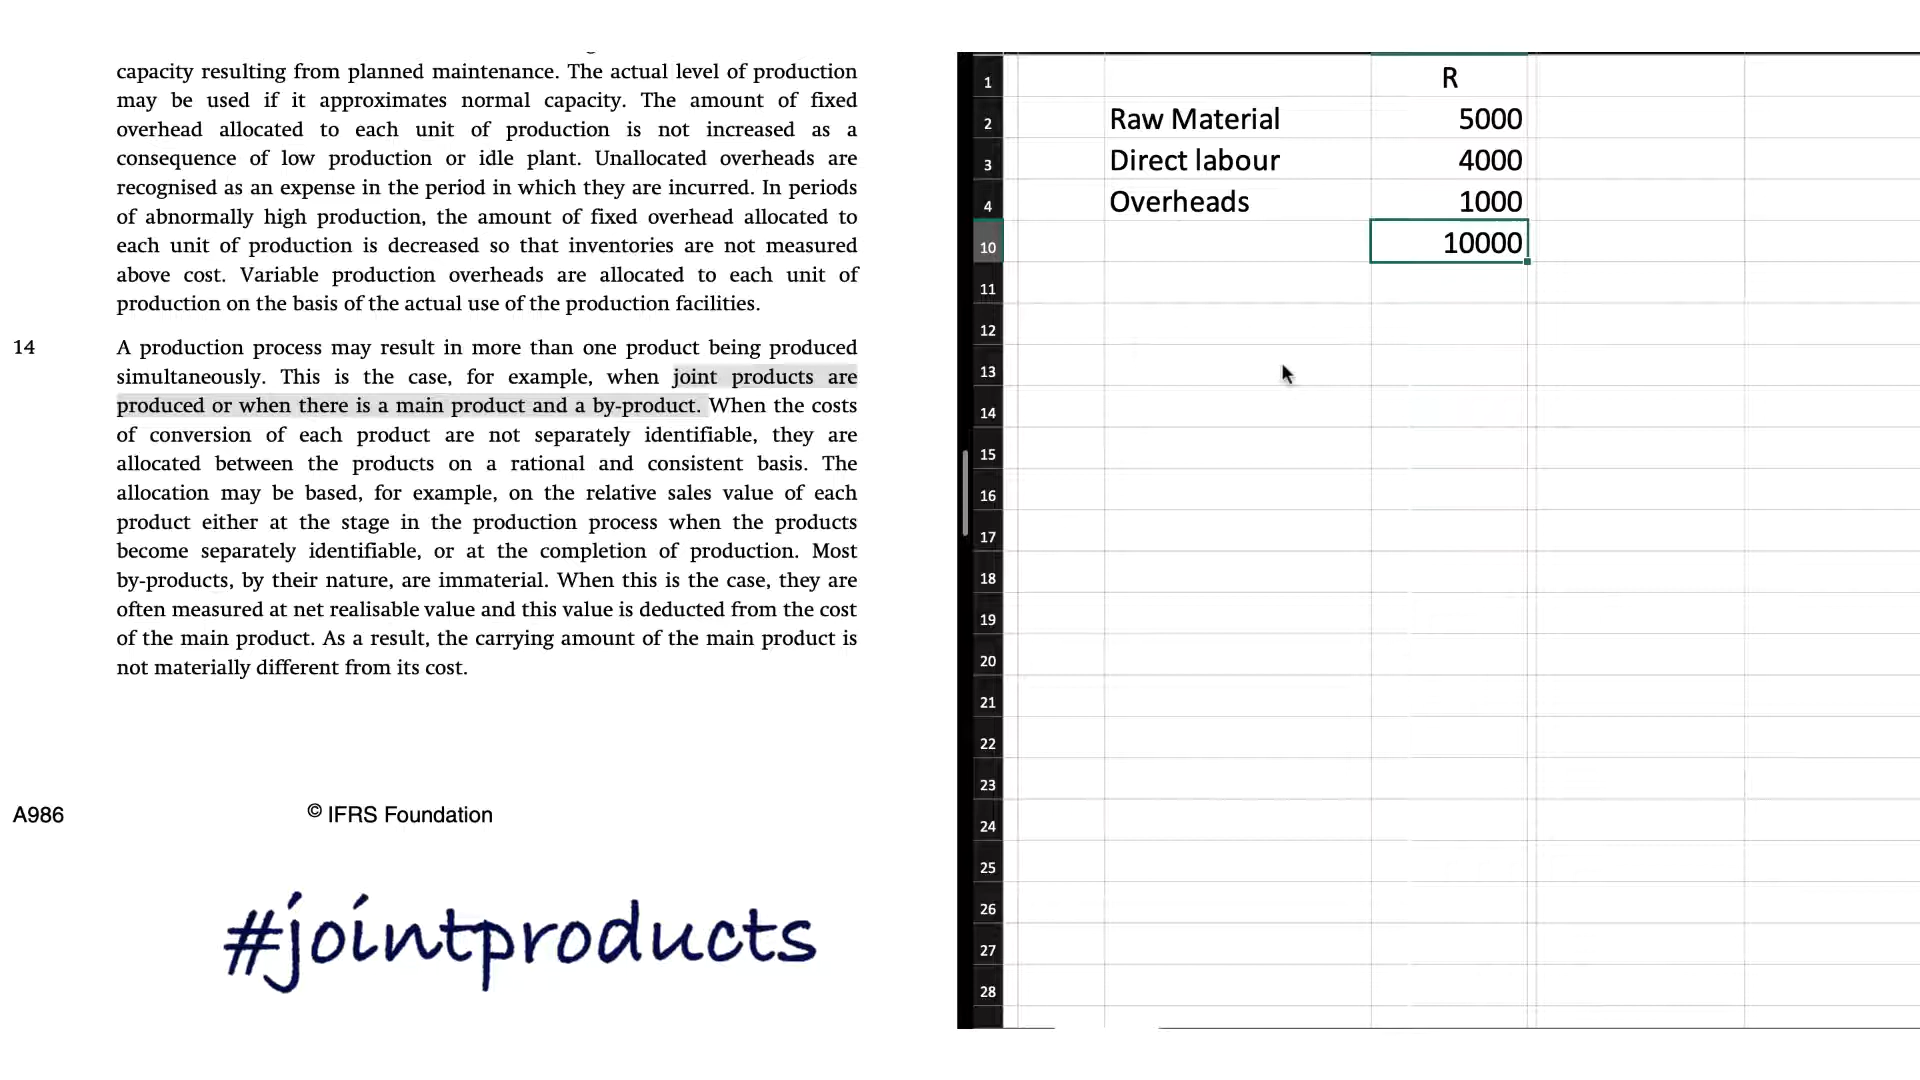 capacity resulting from planned maintenance. The actual level of production
may be used if it approximates normal capacity. The amount of fixed
overhead allocated to each unit of production is not increased as a
consequence of low production or idle plant. Unallocated overheads are
recognised as an expense in the period in which they are incurred. In periods
of abnormally high production, the amount of fixed overhead allocated to
each unit of production is decreased so that inventories are not measured
above cost. Variable production overheads are allocated to each unit of
production on the basis of the actual use of the production facilities.
14 A production process may result in more than one product being produced
simultaneously. This is the case, for example, when joint products are
produced or when there is a main product and a by-product. When the costs
of conversion of each product are not separately identifiable, they are
allocated between the products on a rational and consistent basis. The
allocation may be based, for example, on the relative sales value of each
product either at the stage in the production process when the products
become separately identifiable, or at the completion of production. Most
by-products, by their nature, are immaterial. When this is the case, they are
often measured at net realisable value and this value is deducted from the cost
of the main product. As a result, the carrying amount of the main product is
not materially different from its cost.
A986 © IFRS Foundation
#jointproducts
1 R
2 Raw Material 5000
3 Direct labour 4000
4 Overheads 1000
10 10000
11
12
13
14
15
16
17
18
19
20
21
22
23
24
25
26
27
28